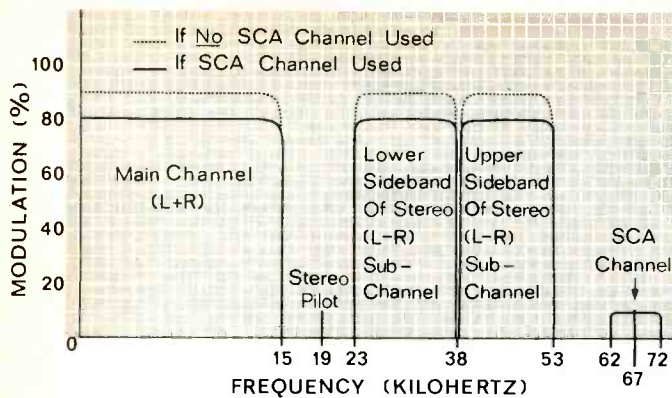 If No SCA Channel Used
If SCA Channel Used
100
80
60
40
20
0
MODULATION (%)
Main Channel
(L+R)
Stereo
Pilot
Lower
Sideband
Of Stereo
(L-R)
Sub-
Channel
Upper
Sideband
Of Stereo
(L-R)
Sub-
Channel
SCA
Channel
15 19 23 38 53 62 72
67
FREQUENCY (KILOHERTZ)